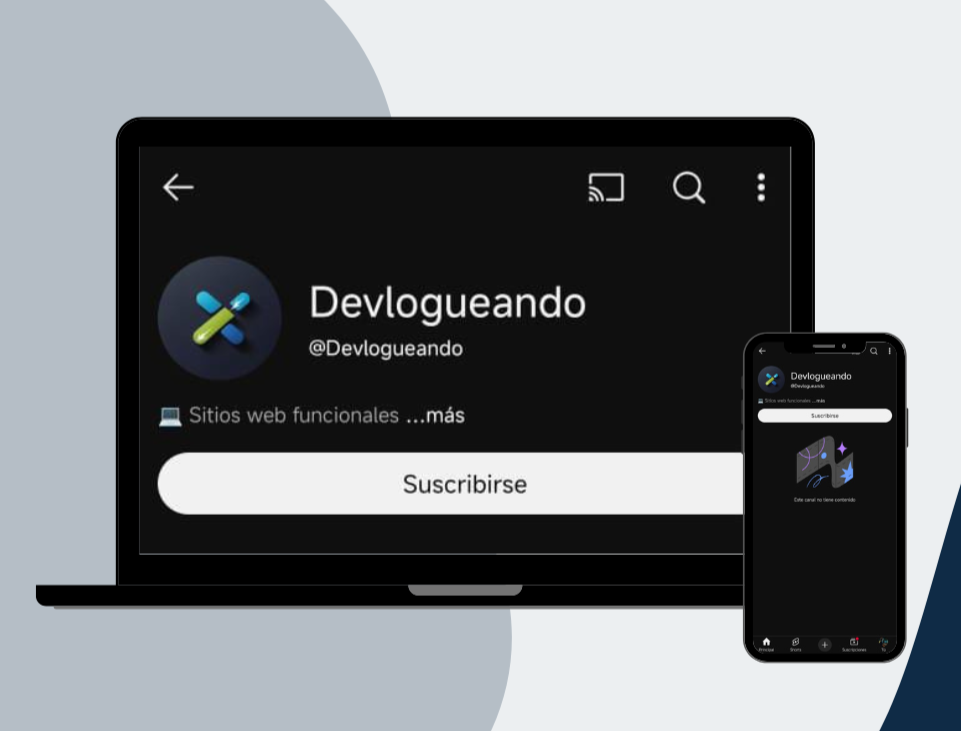 Devlogueando
@Devlogueando
💻 Sitios web funcionales ...más
Suscribirse
Devlogueando
@Devlogueando
💻 Sitios web funcionales ...más
Suscribirse
Este canal no tiene contenido
Principal
Shorts
Suscripciones
Tú